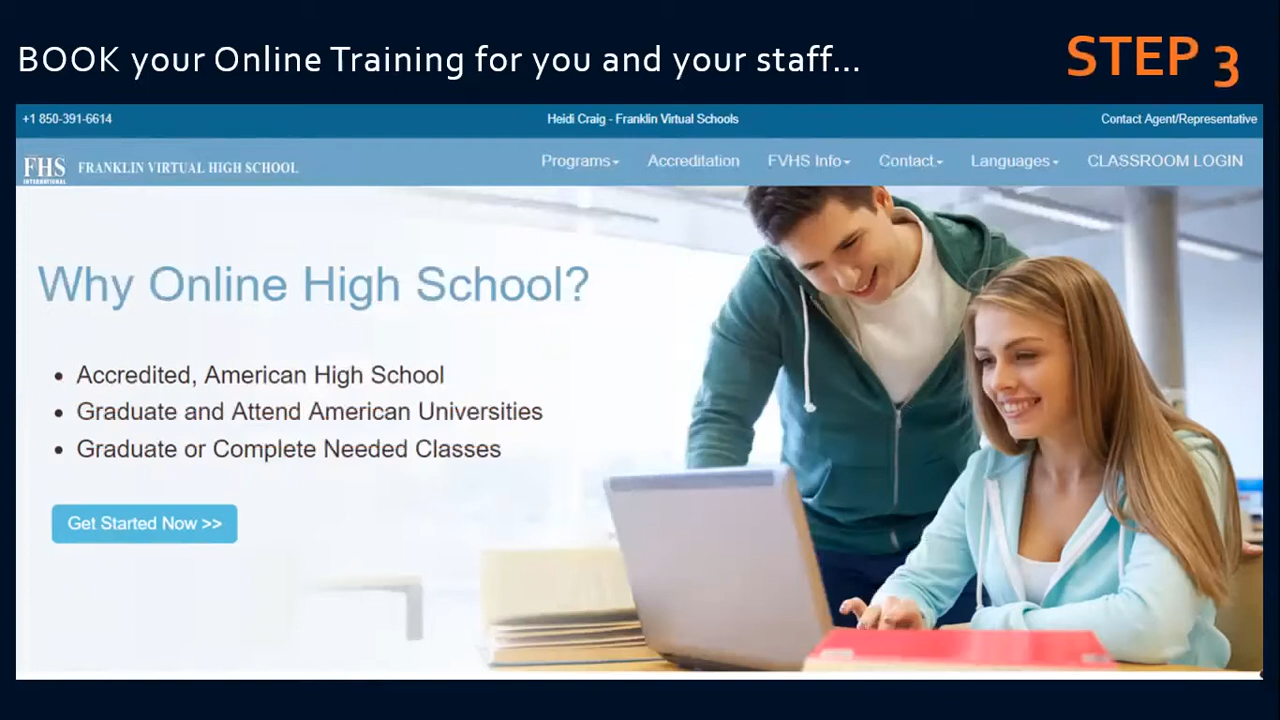 BOOK your Online Training for you and your staff...
STEP 3
+1 850-391-6614
Heidi Craig - Franklin Virtual Schools
Contact Agent/Representative
FHS
INTERNATIONAL
FRANKLIN VIRTUAL HIGH SCHOOL
Programs
Accreditation
FVHS Info
Contact
Languages
CLASSROOM LOGIN
Why Online High School?
• Accredited, American High School
• Graduate and Attend American Universities
• Graduate or Complete Needed Classes
Get Started Now >>